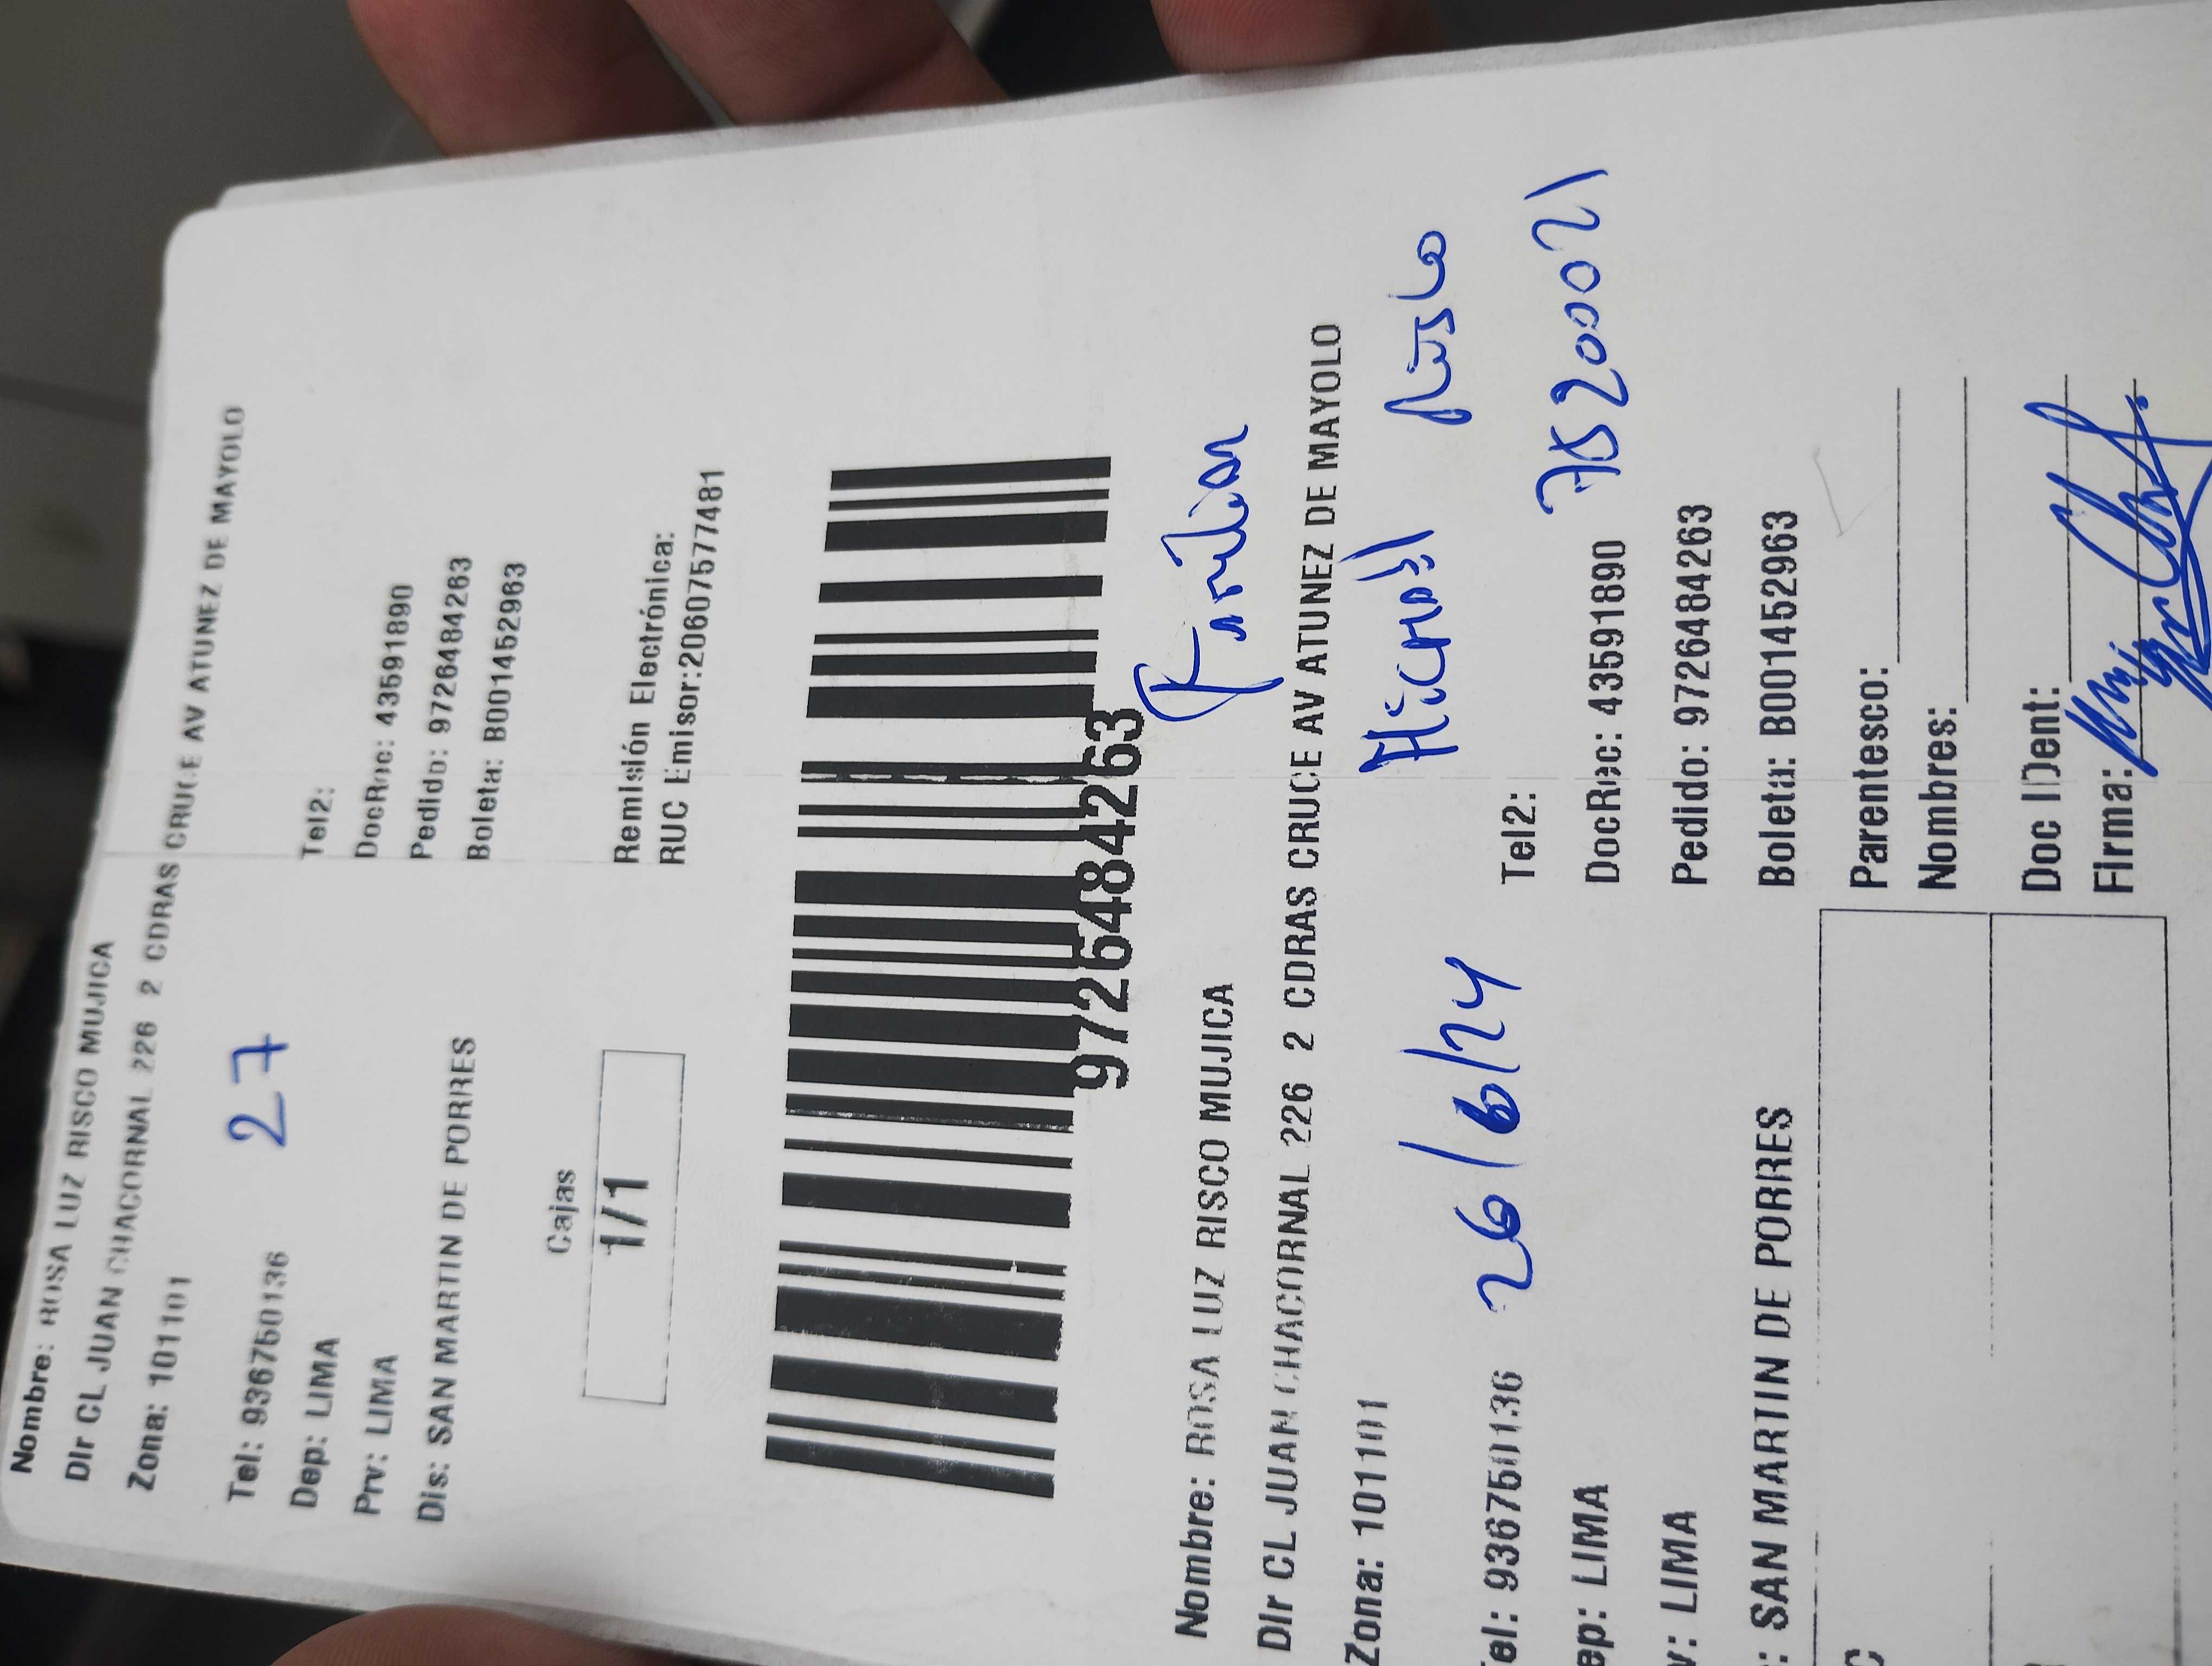 Nombre: ROSA LUZ RISCO MUJICA
Dir CL JUAN CHACORNAL 226 2 CDRAS CRUCE AV ATUNEZ DE MAYOLO
Zona: 101101
27
Tel: 936750136 Tel2:
Dep: LIMA DocRec: 43591890
Prv: LIMA Pedido: 9726484263
Dis: SAN MARTIN DE PORRES Boleta: B001452963
Cajas
1/1
Remisión Electrónica:
RUC Emisor:20607577481
9726484263
Familiar
Nombre: ROSA LUZ RISCO MUJICA
Dir CL JUAN CHACORNAL 226 2 CDRAS CRUCE AV ATUNEZ DE MAYOLO
Zona: 101101
26/6/24
Tel: 936750136 Tel2:
75200021
ep: LIMA DocRec: 43591890
v: LIMA Pedido: 9726484263
: SAN MARTIN DE PORRES Boleta: B001452963
Parentesco:
Nombres:
Doc IDent:
Firma: